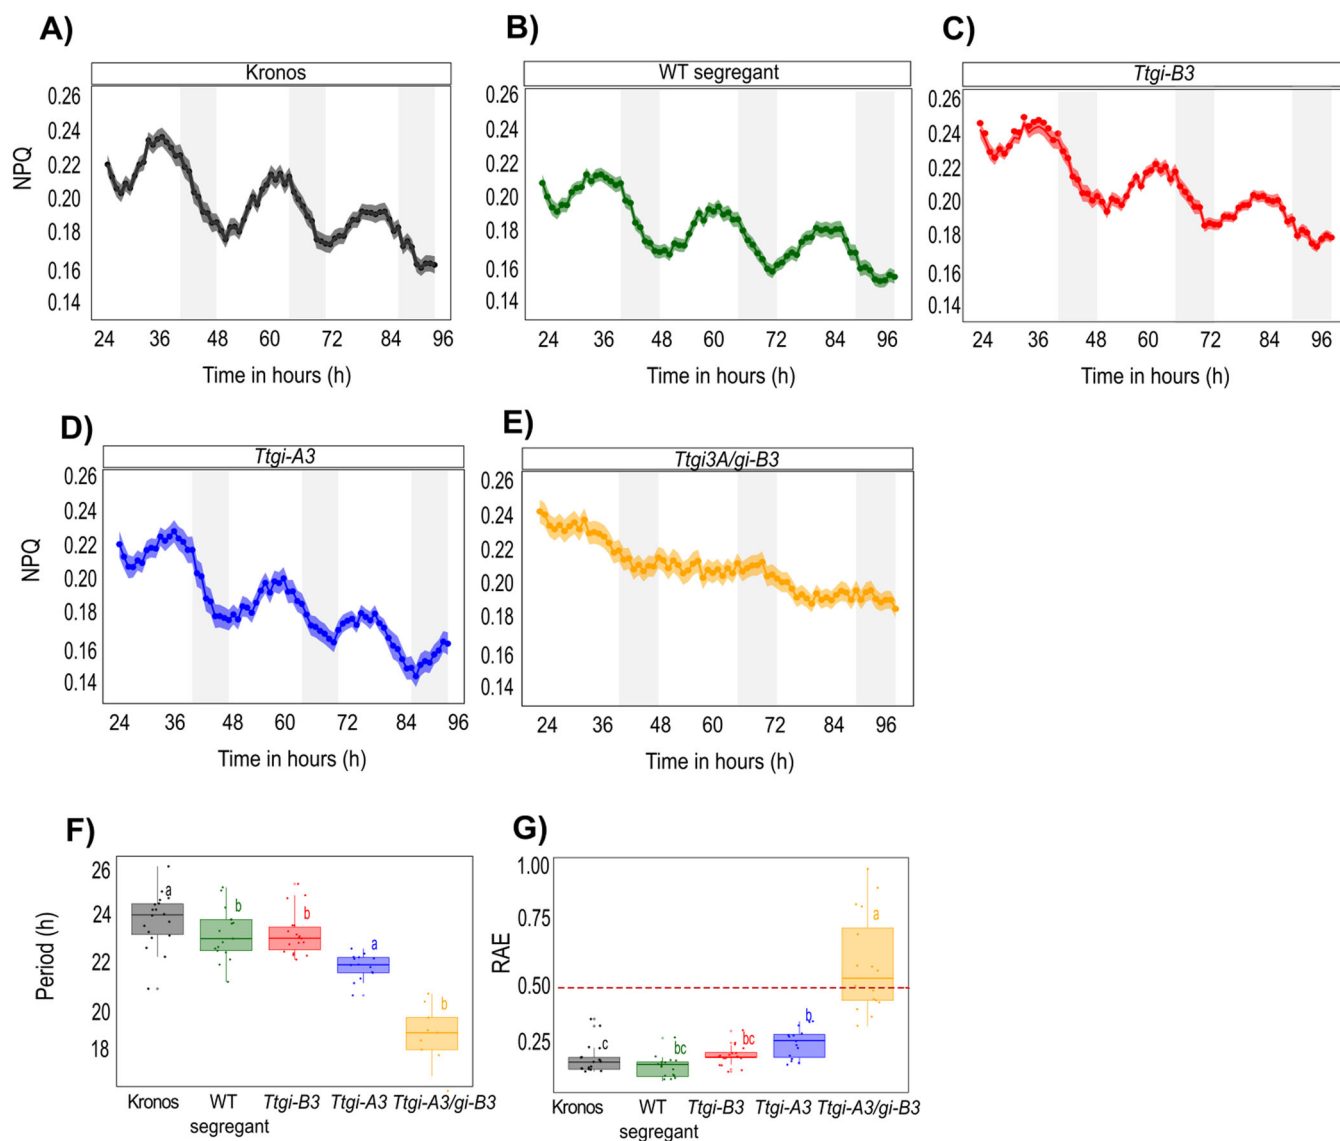 A)
B)
C)
Kronos
WT segregant
Ttgi-B3
0.26
0.24
0.22
0.20
0.18
0.16
0.14
NPQ
24 36 48 60 72 84 96
Time in hours (h)
0.26
0.24
0.22
0.20
0.18
0.16
0.14
24 36 48 60 72 84 96
Time in hours (h)
0.26
0.24
0.22
0.20
0.18
0.16
0.14
24 36 48 60 72 84 96
Time in hours (h)
D)
E)
Ttgi-A3
Ttgi3A/gi-B3
0.26
0.24
0.22
0.20
0.18
0.16
0.14
NPQ
24 36 48 60 72 84 96
Time in hours (h)
0.26
0.24
0.22
0.20
0.18
0.16
0.14
24 36 48 60 72 84 96
Time in hours (h)
F)
26
24
22
20
18
Period (h)
a
b
b
a
b
Kronos WT Ttgi-B3 Ttgi-A3 Ttgi-A3/gi-B3
segregant
G)
1.00
0.75
0.50
0.25
RAE
c
bc
bc
b
a
Kronos WT Ttgi-B3 Ttgi-A3 Ttgi-A3/gi-B3
segregant